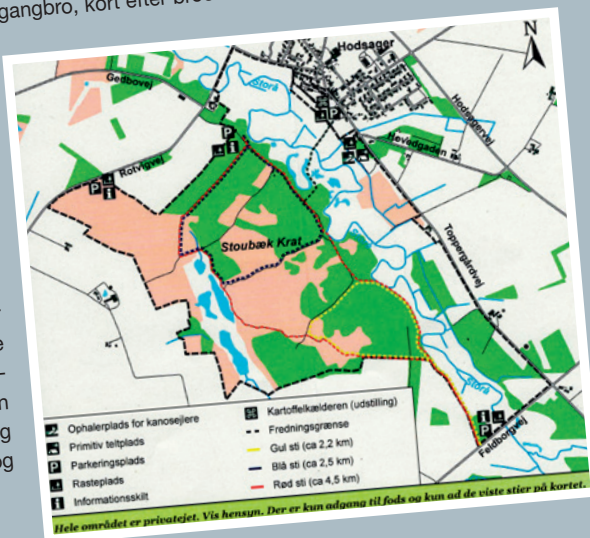 gangbro, kort efter
N
Hodsager
Gedbovej
Storå
Hodsagervej
Hevedgaden
Rotvigvej
Toppergårdvej
Stoubæk Krat
Storå
Feldborgvej
Ophalerplads for kanosejlere
Primitiv teltplads
P Parkeringsplads
Rasteplads
i Informationsskilt
Kartoffelkælderen (udstilling)
Fredningsgrænse
Gul sti (ca 2,2 km)
Blå sti (ca 2,5 km)
Rød sti (ca 4,5 km)
Hele området er privatejet. Vis hensyn. Der er kun adgang til fods og kun ad de viste stier på kortet.